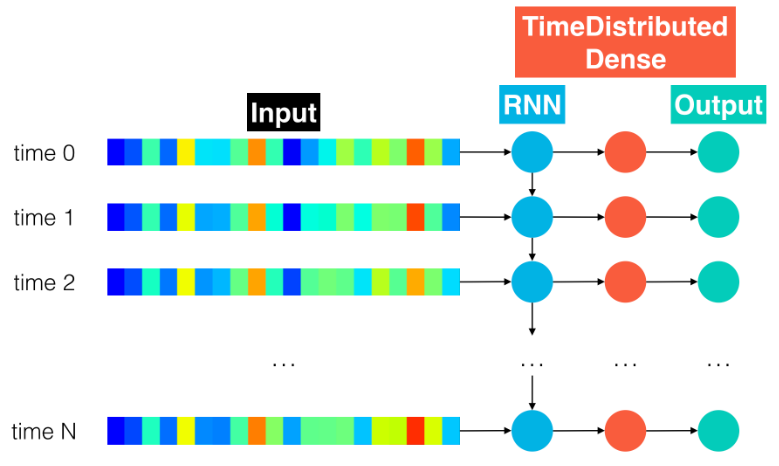 TimeDistributed
Dense
Input
RNN
Output
time 0
time 1
time 2
... ... ... ...
time N